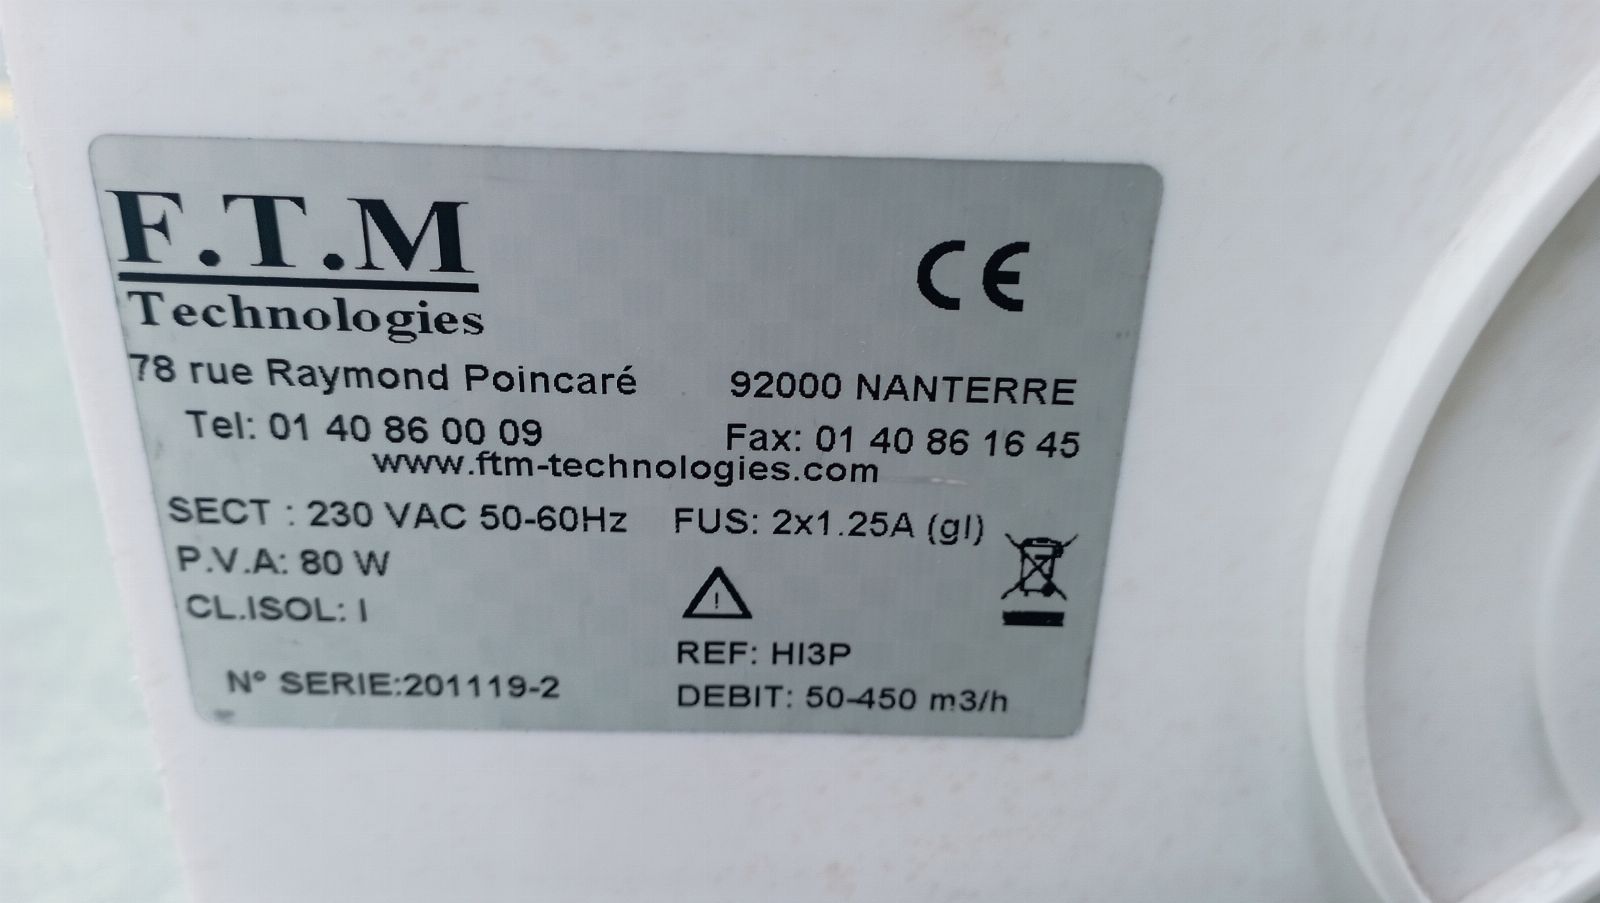 F.T.M
Technologies
CE
78 rue Raymond Poincaré 92000 NANTERRE
Tel: 01 40 86 00 09 Fax: 01 40 86 16 45
www.ftm-technologies.com
SECT : 230 VAC 50-60Hz FUS: 2x1.25A (gl)
P.V.A: 80 W
CL.ISOL: I
REF: HI3P
N° SERIE:201119-2 DEBIT: 50-450 m3/h